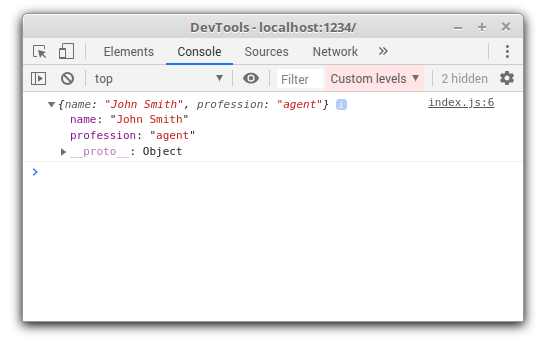 DevTools - localhost:1234/
Elements Console Sources Network »
top Filter Custom levels 2 hidden
{name: "John Smith", profession: "agent"} i index.js:6
name: "John Smith"
profession: "agent"
__proto__: Object